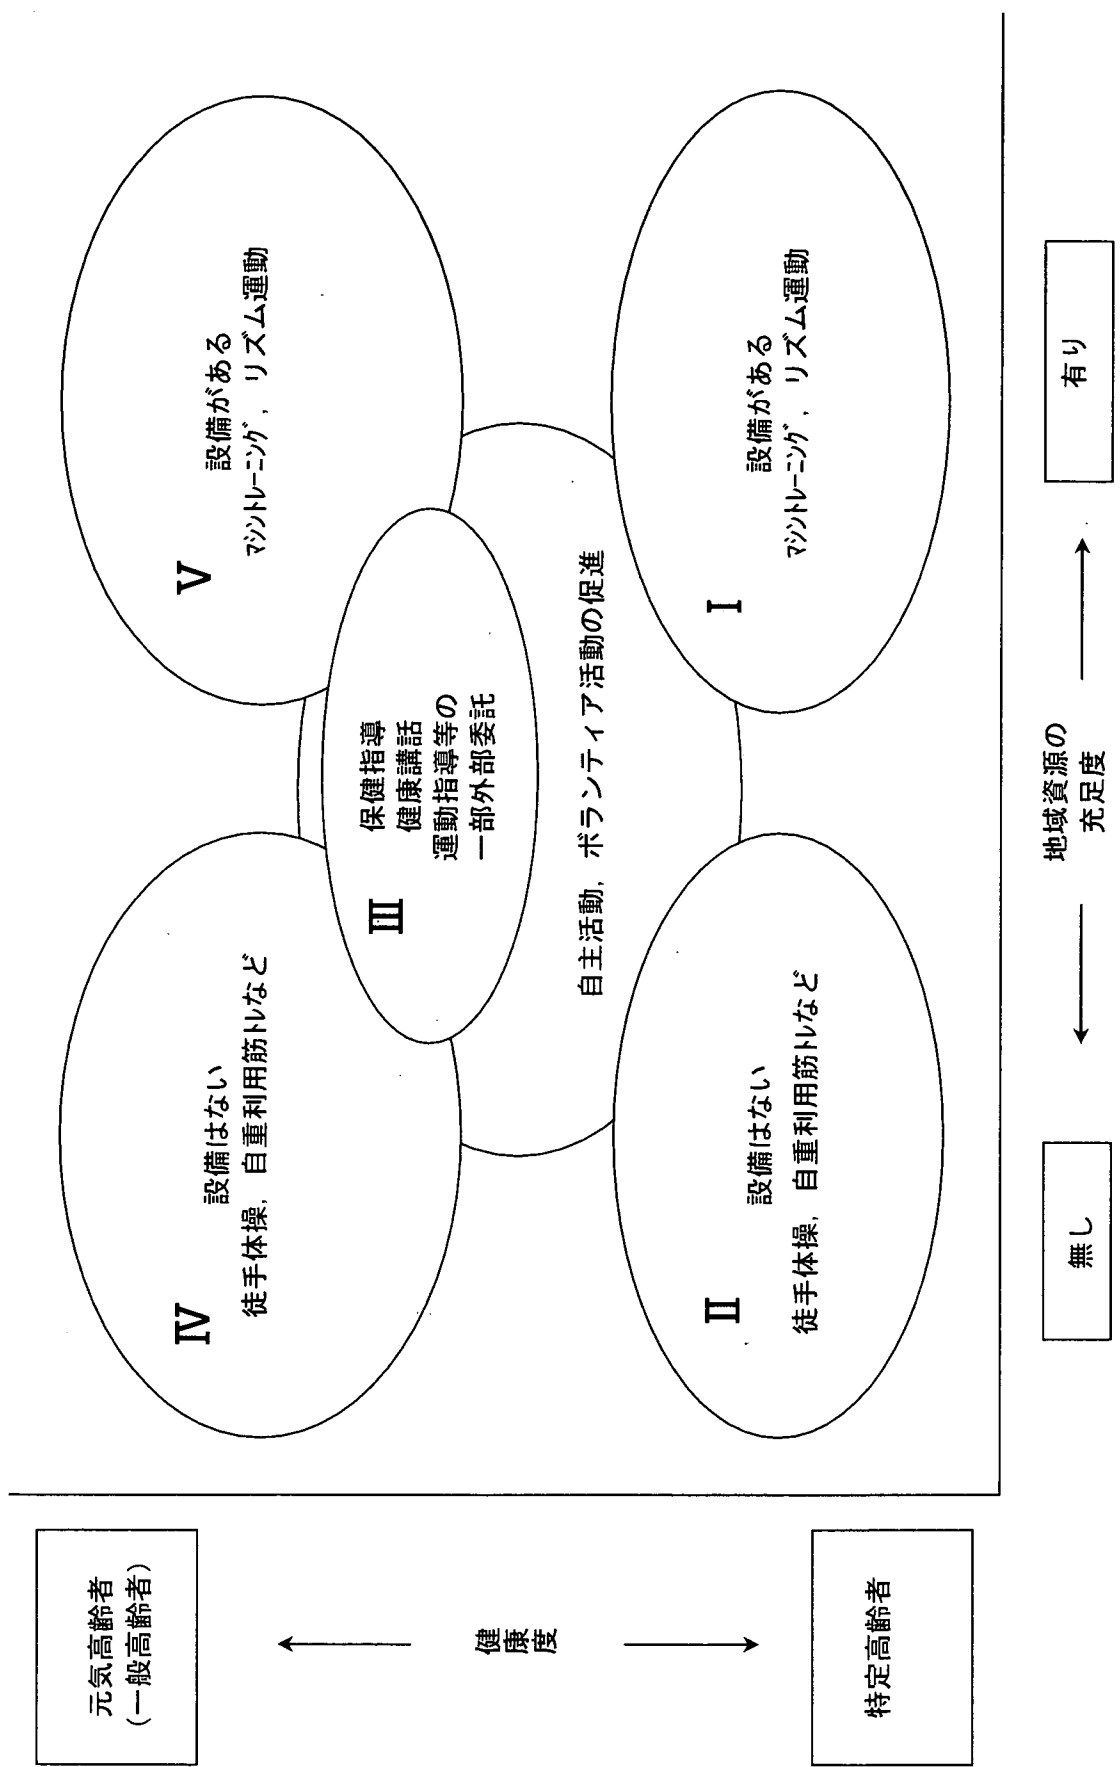 元気高齢者
(一般高齢者)
健康度
特定高齢者
Ⅳ
設備はない
徒手体操，自重利用筋ﾄﾚなど
Ⅴ
設備がある
ﾏｼﾝﾄﾚｰﾆﾝｸﾞ，リズム運動
Ⅲ
保健指導
健康講話
運動指導等の
一部外部委託
自主活動，ボランティア活動の促進
Ⅱ
設備はない
徒手体操，自重利用筋ﾄﾚなど
Ⅰ
設備がある
ﾏｼﾝﾄﾚｰﾆﾝｸﾞ，リズム運動
無し
地域資源の
充足度
有り